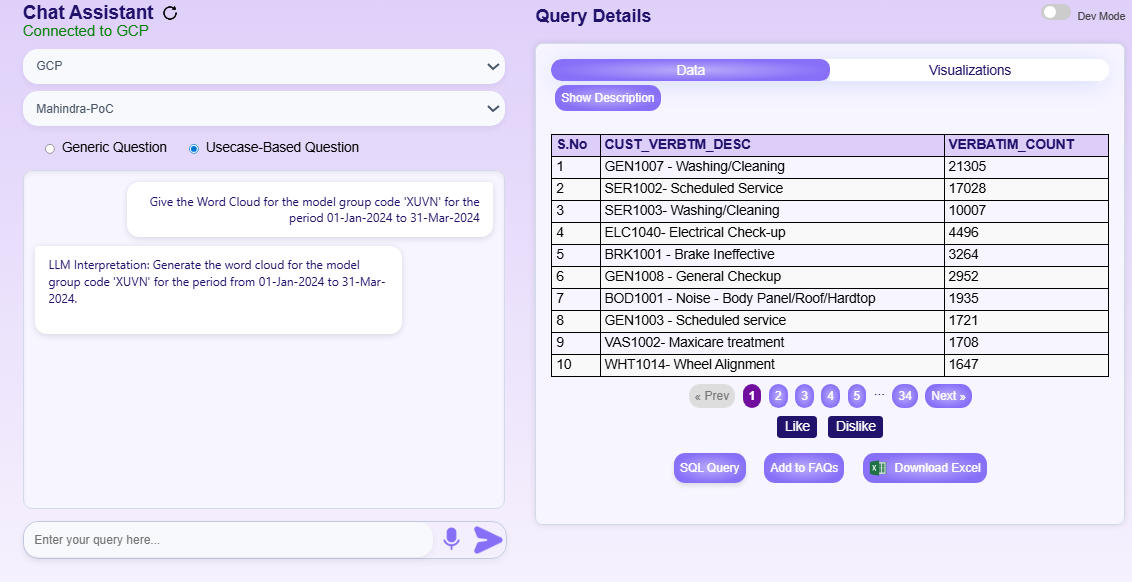 Chat Assistant
Connected to GCP
GCP
Mahindra-PoC
Generic Question Usecase-Based Question
Give the Word Cloud for the model group code 'XUVN' for the
period 01-Jan-2024 to 31-Mar-2024
LLM Interpretation: Generate the word cloud for the model
group code 'XUVN' for the period from 01-Jan-2024 to 31-Mar-
2024.
Enter your query here...
Query Details
Dev Mode
Data Visualizations
Show Description
S.No CUST_VERBTM_DESC VERBATIM_COUNT
1 GEN1007 - Washing/Cleaning 21305
2 SER1002- Scheduled Service 17028
3 SER1003- Washing/Cleaning 10007
4 ELC1040- Electrical Check-up 4496
5 BRK1001 - Brake Ineffective 3264
6 GEN1008 - General Checkup 2952
7 BOD1001 - Noise - Body Panel/Roof/Hardtop 1935
8 GEN1003 - Scheduled service 1721
9 VAS1002- Maxicare treatment 1708
10 WHT1014- Wheel Alignment 1647
« Prev 1 2 3 4 5 ... 34 Next »
Like Dislike
SQL Query Add to FAQs Download Excel